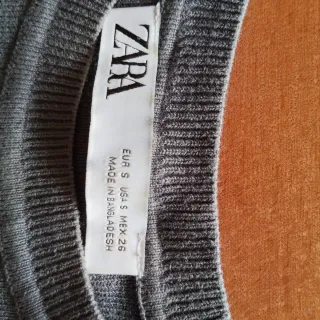 ZARA
EUR S USA S MEX 26
MADE IN BANGLADESH